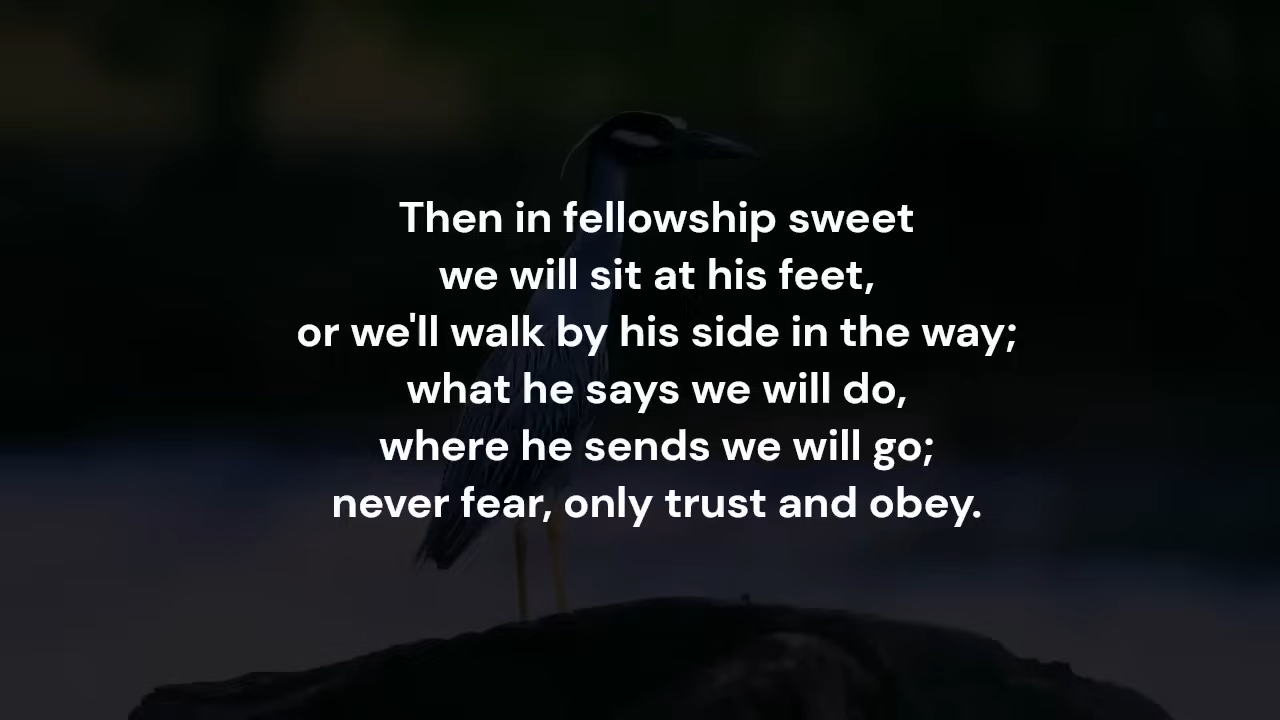 Then in fellowship sweet
we will sit at his feet,
or we'll walk by his side in the way;
what he says we will do,
where he sends we will go;
never fear, only trust and obey.